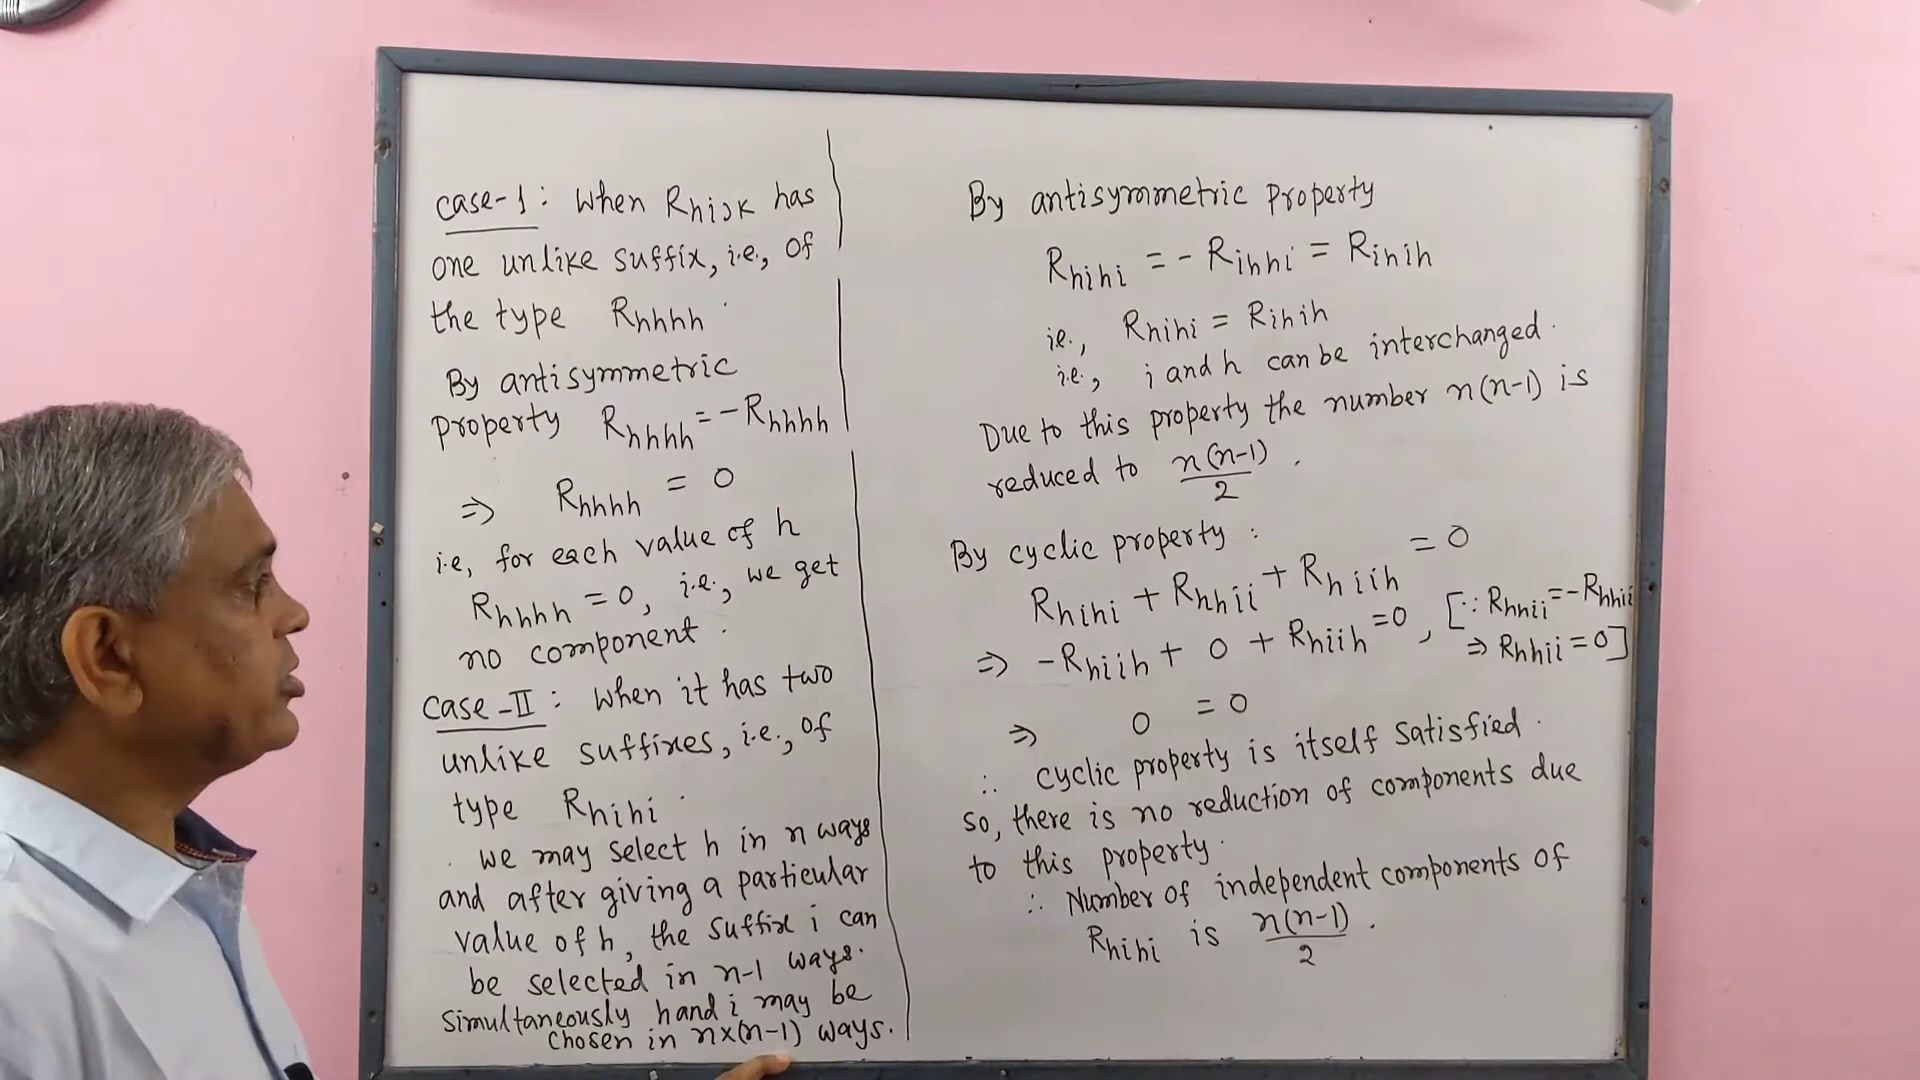 case-1: When Rhijk has
one unlike suffix, i.e., of
the type Rhhhh.
By antisymmetric
property Rhhhh = -Rhhhh
⇒ Rhhhh = 0
i.e, for each value of h
Rhhhh = 0, i.e., we get
no component.
case-II: When it has two
unlike suffixes, i.e., of
type Rhihi.
we may select h in n ways
and after giving a particular
value of h, the suffix i can
be selected in n-1 ways.
simultaneously h and i may be
chosen in n×(n-1) ways.
By antisymmetric property
Rhihi = - Rihhi = Rihih
ie., Rhihi = Rihih
i.e., i and h can be interchanged.
Due to this property the number n(n-1) is
reduced to n(n-1)/2.
By cyclic property:
Rhihi + Rhhii + Rhiih = 0
⇒ -Rhiih + 0 + Rhiih = 0, [∵ Rhhii = -Rhhii
⇒ Rhhii = 0]
⇒ 0 = 0
∴ cyclic property is itself satisfied.
so, there is no reduction of components due
to this property.
∴ Number of independent components of
Rhihi is n(n-1)/2.